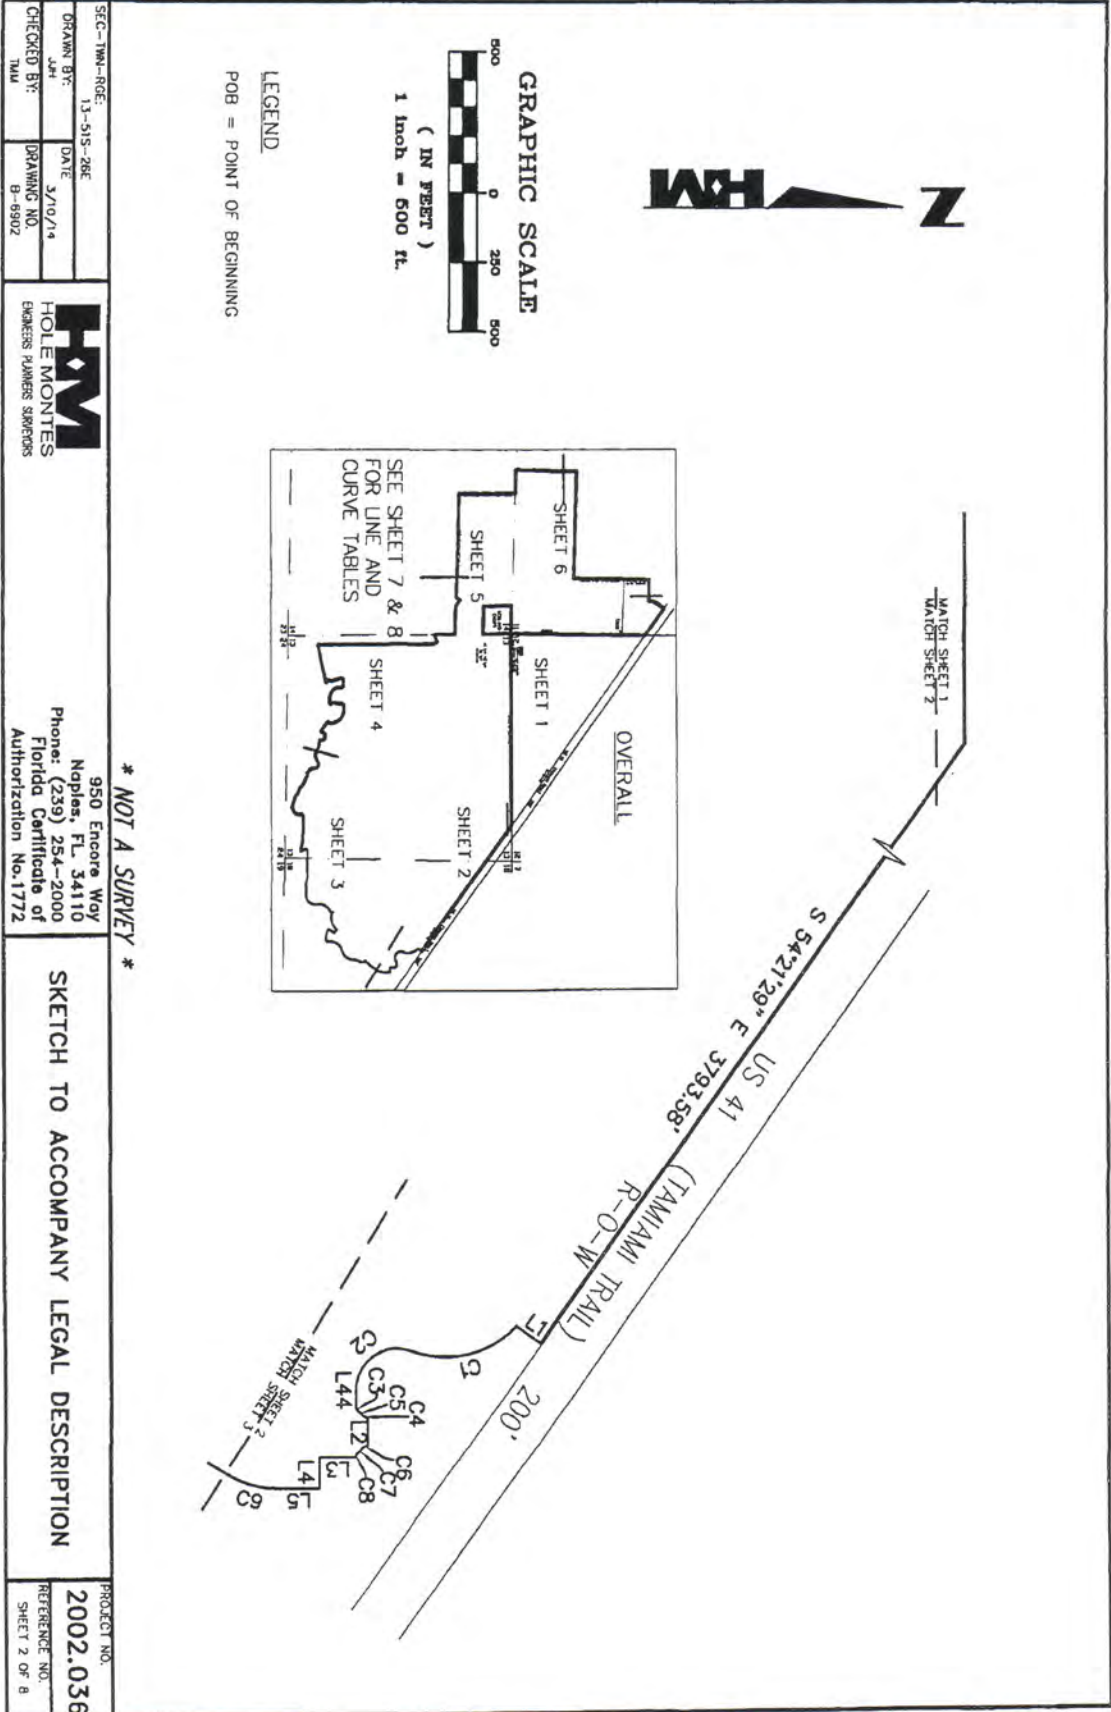 N
HM
GRAPHIC SCALE
500 0 250 500
( IN FEET )
1 inch = 500 ft.
LEGEND
POB = POINT OF BEGINNING
MATCH SHEET 1
MATCH SHEET 2
S 54°21'29" E 3793.58'
US 41
(TAMIAMI TRAIL)
R-O-W
200'
L1
C1
C2
L44
C3
C5
C4
L2
C6
C7
C8
L3
L4
L5
C9
MATCH SHEET 2
MATCH SHEET 3
OVERALL
SHEET 6
SHEET 1
SHEET 5
SHEET 2
SHEET 4
SHEET 3
SEE SHEET 7 & 8
FOR LINE AND
CURVE TABLES
* NOT A SURVEY *
SEC-TWN-RGE:
13-51S-26E
DRAWN BY:
JJH
DATE
3/10/14
CHECKED BY:
TMM
DRAWING NO.
B-6902
HM
HOLE MONTES
ENGINEERS PLANNERS SURVEYORS
950 Encore Way
Naples, FL. 34110
Phone: (239) 254-2000
Florida Certificate of
Authorization No.1772
SKETCH TO ACCOMPANY LEGAL DESCRIPTION
PROJECT NO.
2002.036
REFERENCE NO.
SHEET 2 OF 8